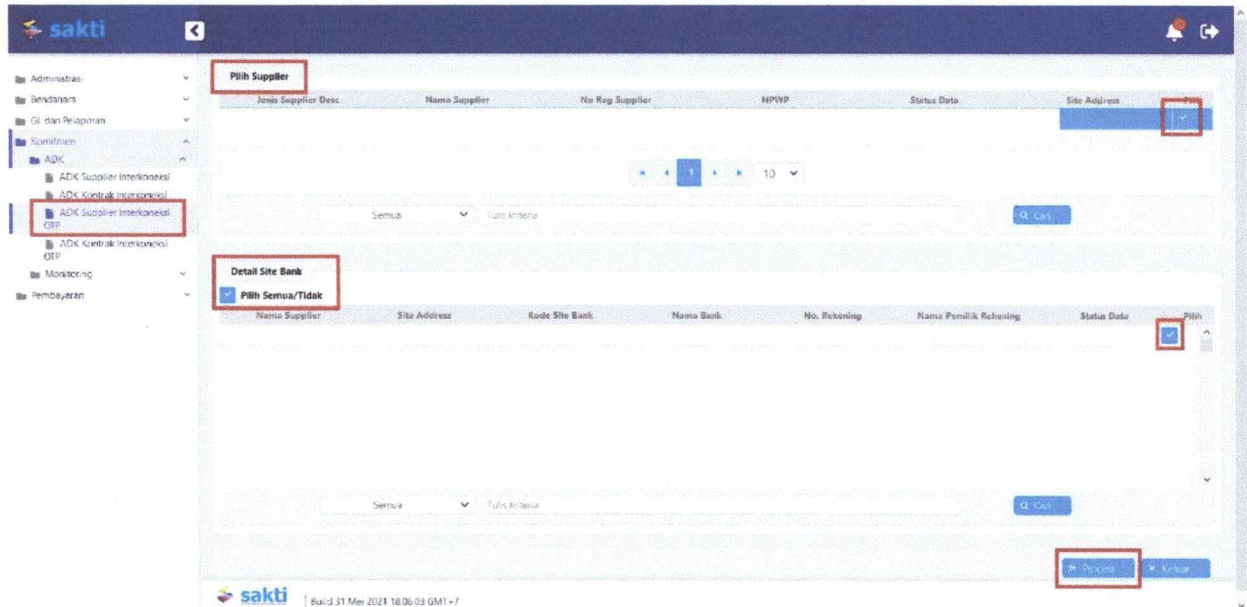 sakti
Administrasi
Pilih Supplier
Jenis Supplier Desc Nama Supplier No Reg Supplier NPWP Status Data Site Address Pilih
Bendahara
GL dan Pelaporan
Komitmen
ADK
ADK Supplier Interkoneksi
ADK Kontrak Interkoneksi
ADK Supplier Interkoneksi
OTP
ADK Kontrak Interkoneksi
OTP
Monitoring
Pembayaran
1 10
Semua Tulis kriteria Cari
Detail Site Bank
Pilih Semua/Tidak
Nama Supplier Site Address Kode Site Bank Nama Bank No. Rekening Nama Pemilik Rekening Status Data Pilih
Semua Tulis kriteria Cari
Process Keluar
sakti Build 31 Mei 2021 18:06:03 GMT+7